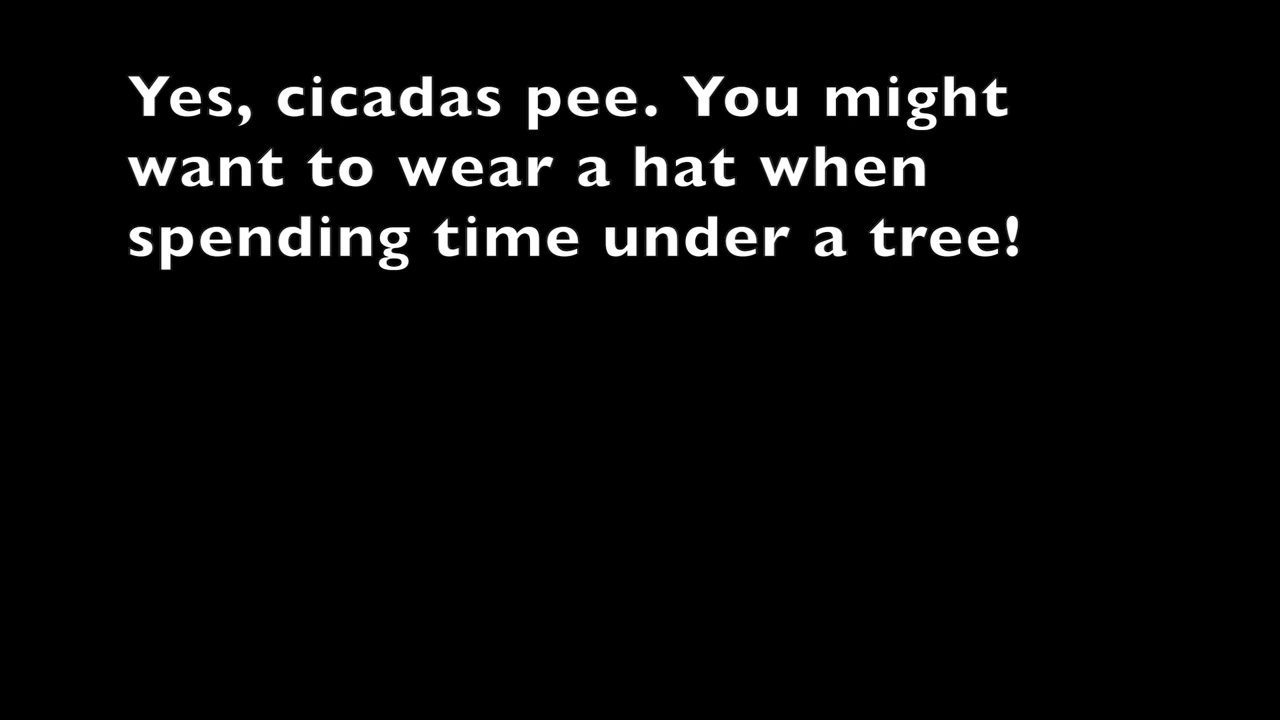 Yes, cicadas pee. You might
want to wear a hat when
spending time under a tree!